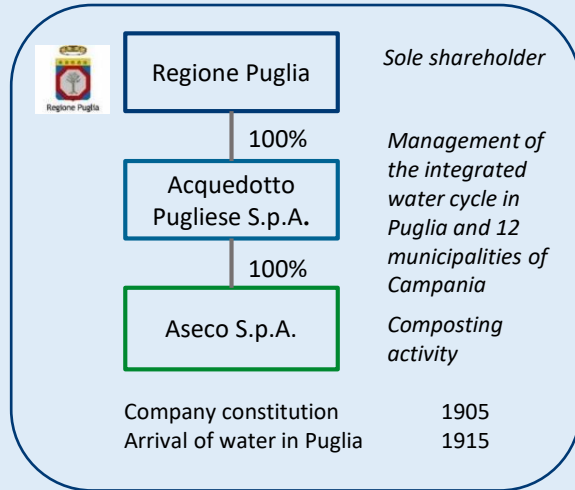 Regione Puglia
Regione Puglia
Sole shareholder
100%
Acquedotto
Pugliese S.p.A.
Management of
the integrated
water cycle in
Puglia and 12
municipalities of
Campania
100%
Aseco S.p.A.
Composting
activity
Company constitution 1905
Arrival of water in Puglia 1915